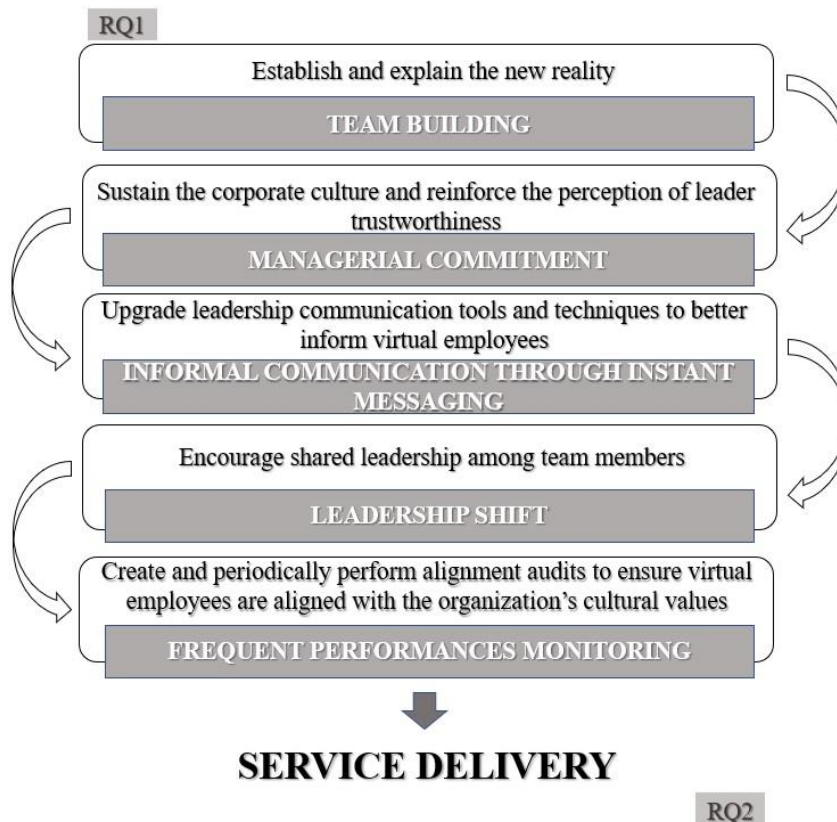 RQ1
Establish and explain the new reality
TEAM BUILDING
Sustain the corporate culture and reinforce the perception of leader
trustworthiness
MANAGERIAL COMMITMENT
Upgrade leadership communication tools and techniques to better
inform virtual employees
INFORMAL COMMUNICATION THROUGH INSTANT
MESSAGING
Encourage shared leadership among team members
LEADERSHIP SHIFT
Create and periodically perform alignment audits to ensure virtual
employees are aligned with the organization’s cultural values
FREQUENT PERFORMANCES MONITORING
SERVICE DELIVERY
RQ2